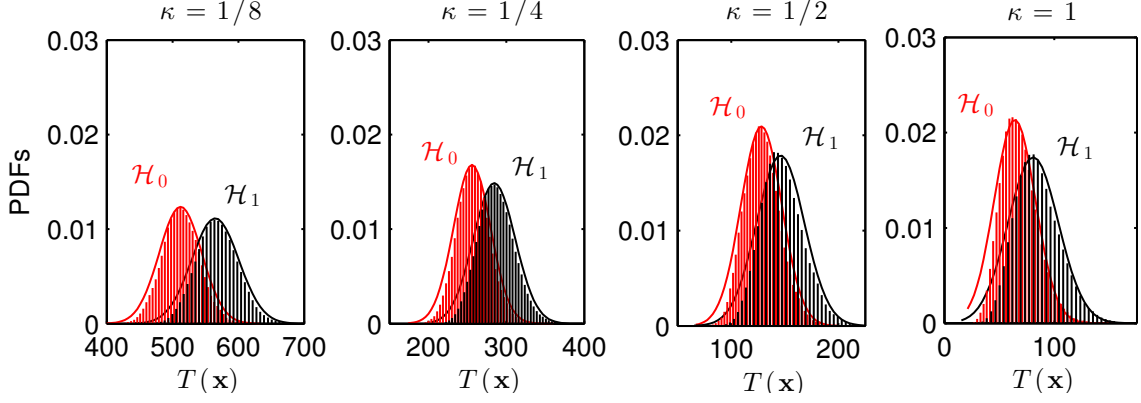 κ = 1/8
κ = 1/4
κ = 1/2
κ = 1
PDFs
0.03
0.02
0.01
0
H₀
H₁
400 500 600 700
T(x)
0.03
0.02
0.01
0
H₀
H₁
200 300 400
T(x)
0.03
0.02
0.01
0
H₀
H₁
100 200
T(x)
0.03
0.02
0.01
0
H₀
H₁
0 100
T(x)